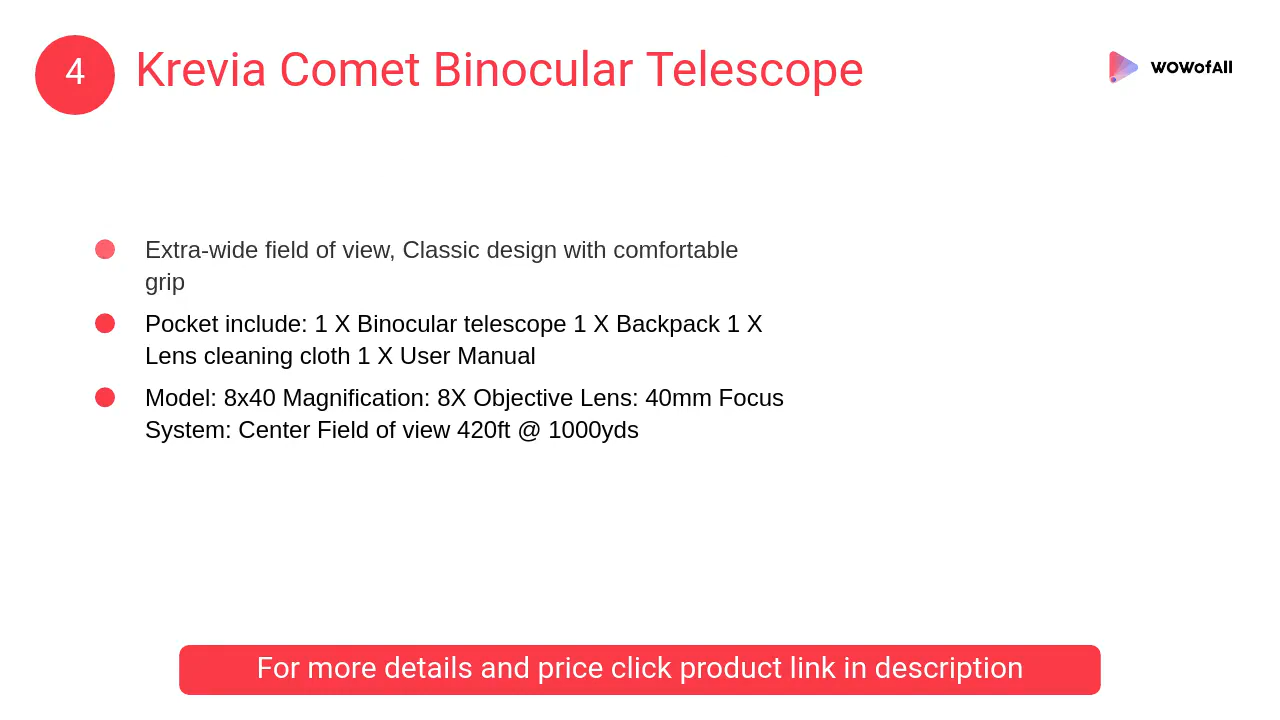 4
Krevia Comet Binocular Telescope
WOWofAll
Extra-wide field of view, Classic design with comfortable
grip
Pocket include: 1 X Binocular telescope 1 X Backpack 1 X
Lens cleaning cloth 1 X User Manual
Model: 8x40 Magnification: 8X Objective Lens: 40mm Focus
System: Center Field of view 420ft @ 1000yds
For more details and price click product link in description